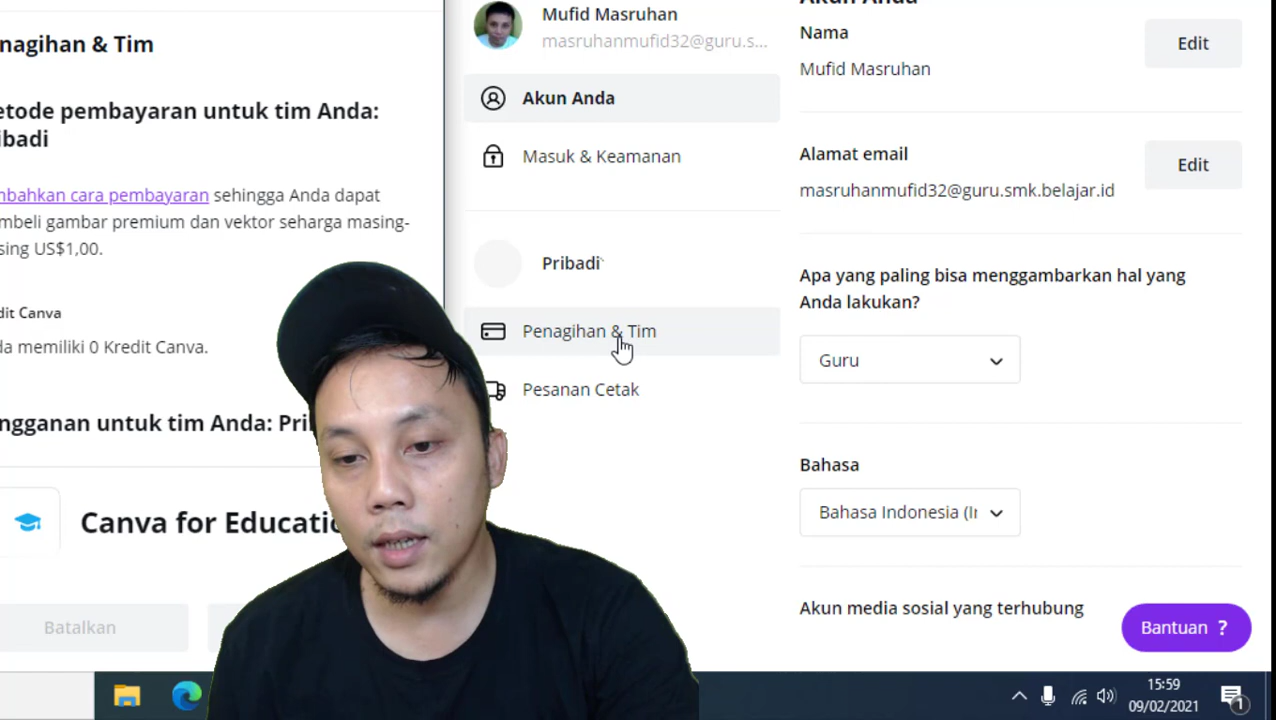 nagihan & Tim
etode pembayaran untuk tim Anda:
ibadi
mbahkan cara pembayaran sehingga Anda dapat
mbeli gambar premium dan vektor seharga masing-
sing US$1,00.
dit Canva
da memiliki 0 Kredit Canva.
ngganan untuk tim Anda: Pri
Canva for Educatio
Batalkan
Mufid Masruhan
masruhanmufid32@guru.s...
Akun Anda
Masuk & Keamanan
Pribadi
Penagihan & Tim
Pesanan Cetak
Akun Anda
Nama
Edit
Mufid Masruhan
Alamat email
Edit
masruhanmufid32@guru.smk.belajar.id
Apa yang paling bisa menggambarkan hal yang
Anda lakukan?
Guru
Bahasa
Bahasa Indonesia (Ir
Akun media sosial yang terhubung
Bantuan ?
15:59
09/02/2021
1